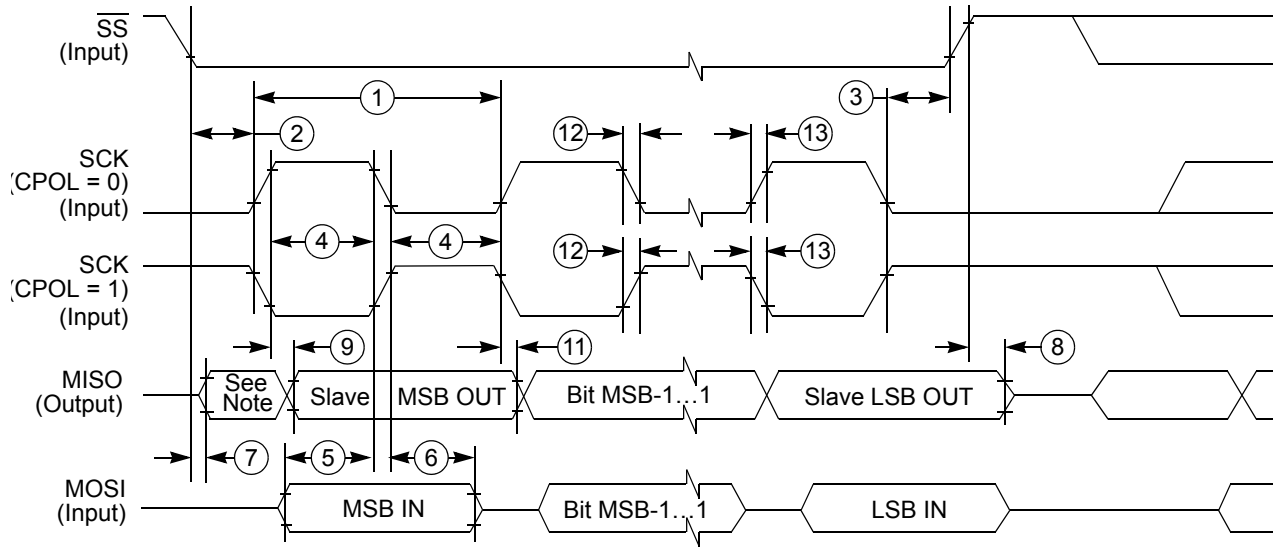 SS
(Input)
1
3
2
12
13
SCK
(CPOL = 0)
(Input)
4
4
12
13
SCK
(CPOL = 1)
(Input)
9
11
8
MISO
(Output)
See
Note
Slave
MSB OUT
Bit MSB-1…1
Slave LSB OUT
7
5
6
MOSI
(Input)
MSB IN
Bit MSB-1…1
LSB IN